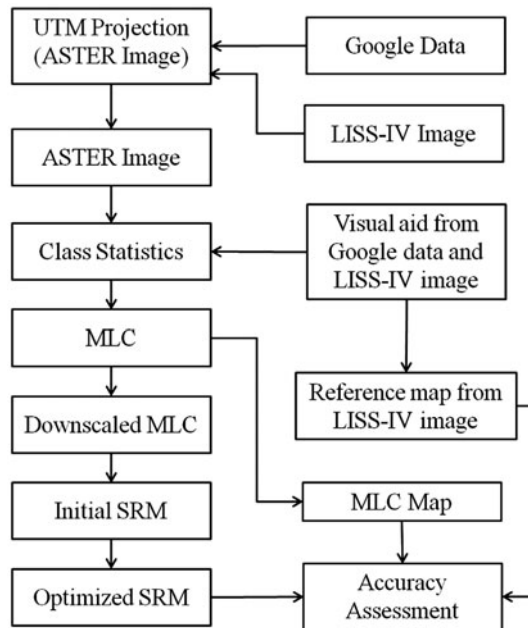 UTM Projection
(ASTER Image)
Google Data
LISS-IV Image
ASTER Image
Class Statistics
Visual aid from
Google data and
LISS-IV image
MLC
Reference map from
LISS-IV image
Downscaled MLC
Initial SRM
MLC Map
Optimized SRM
Accuracy
Assessment